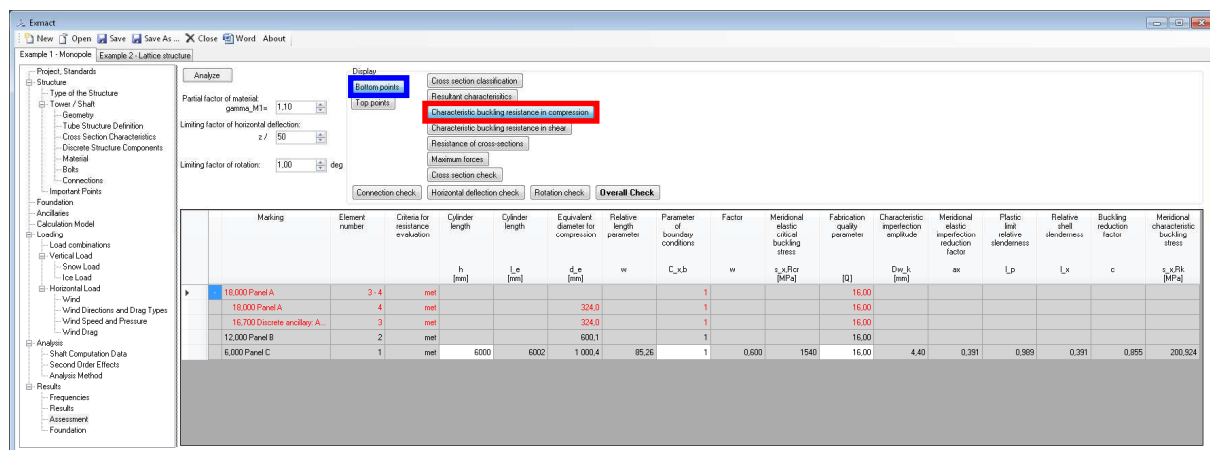 Exmact
New Open Save Save As ... Close Word About
Example 1 - Monopole Example 2 - Lattice structure
Project, Standards
Structure
Type of the Structure
Tower / Shaft
Geometry
Tube Structure Definition
Cross Section Characteristics
Discrete Structure Components
Material
Bolts
Connections
Important Points
Foundation
Ancillaries
Calculation Model
Loading
Load combinations
Vertical Load
Snow Load
Ice Load
Horizontal Load
Wind
Wind Directions and Drag Types
Wind Speed and Pressure
Wind Drag
Analysis
Shaft Computation Data
Second Order Effects
Analysis Method
Results
Frequencies
Results
Assessment
Foundation
Analyze
Partial factor of material:
gamma_M1= 1,10
Limiting factor of horizontal deflection:
z / 50
Limiting factor of rotation: 1,00 deg
Display
Bottom points
Top points
Cross section classification
Resultant characterisitics
Characteristic buckling resistance in compression
Characteristic buckling resistance in shear
Resistance of cross-sections
Maximum forces
Cross section check
Connection check Horizontal deflection check Rotation check Overall Check
Marking Element number Criteria for resistance evaluation Cylinder length Cylinder length Equivalent diameter for compression Relative length parameter Parameter of boundary conditions Factor Meridional elastic critical buckling stress Fabrication quality parameter Characteristic imperfection amplitude Meridional elastic imperfection reduction factor Plastic limit relative slenderness Relative shell slenderness Buckling reduction factor Meridional characteristic buckling stress
h l_e d_e w C_x,b w s_x,Rcr Dw_k ax l_p l_x c s_x,Rk
[mm] [mm] [mm] [MPa] [Q] [mm] [MPa]
18,000 Panel A 3 - 4 met 1 16,00
18,000 Panel A 4 met 324,0 1 16,00
16,700 Discrete ancillary: A... 3 met 324,0 1 16,00
12,000 Panel B 2 met 600,1 1 16,00
6,000 Panel C 1 met 6000 6002 1 000,4 85,26 1 0,600 1540 16,00 4,40 0,391 0,989 0,391 0,855 200,924